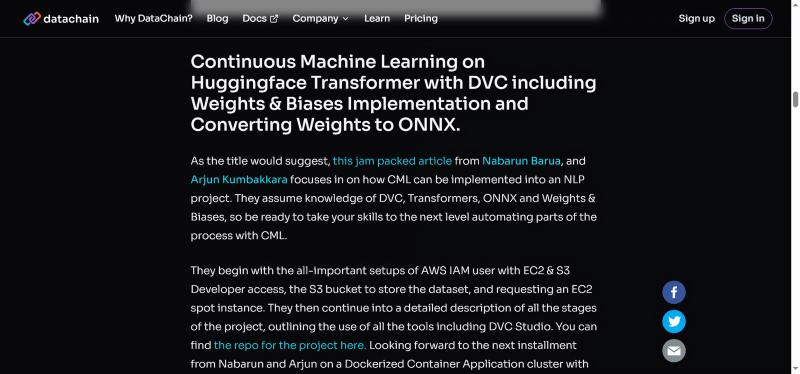 datachain Why DataChain? Blog Docs Company Learn Pricing Sign up Sign in
Continuous Machine Learning on
Huggingface Transformer with DVC including
Weights & Biases Implementation and
Converting Weights to ONNX.
As the title would suggest, this jam packed article from Nabarun Barua, and
Arjun Kumbakkara focuses in on how CML can be implemented into an NLP
project. They assume knowledge of DVC, Transformers, ONNX and Weights &
Biases, so be ready to take your skills to the next level automating parts of the
process with CML.
They begin with the all-important setups of AWS IAM user with EC2 & S3
Developer access, the S3 bucket to store the dataset, and requesting an EC2
spot instance. They then continue into a detailed description of all the stages
of the project, outlining the use of all the tools including DVC Studio. You can
find the repo for the project here. Looking forward to the next installment
from Nabarun and Arjun on a Dockerized Container Application cluster with